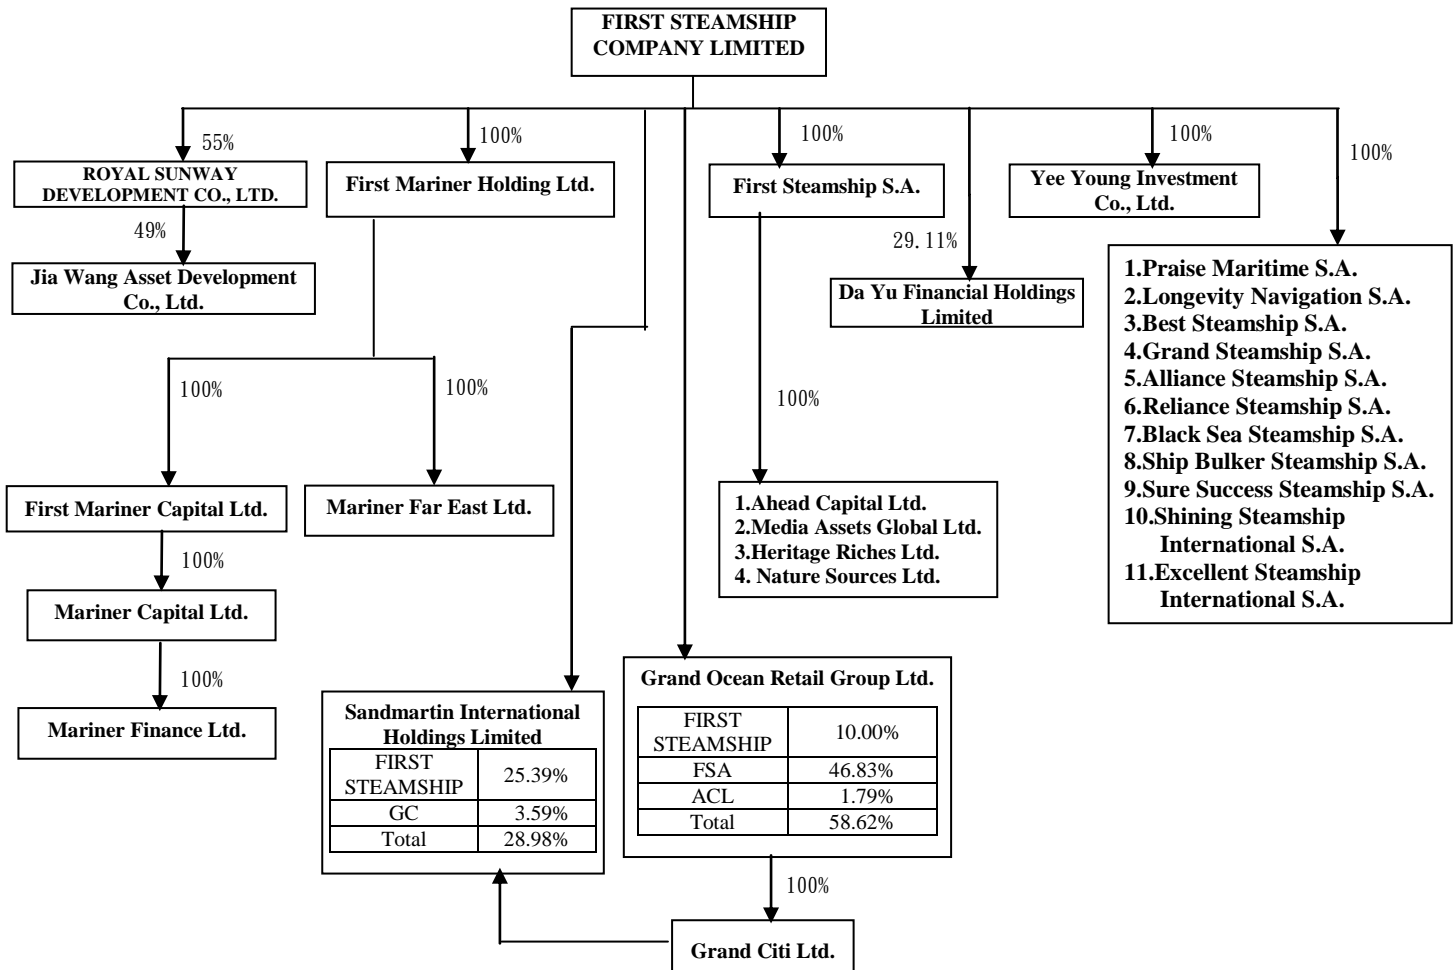 FIRST STEAMSHIP
COMPANY LIMITED
55%
100%
100%
100%
100%
ROYAL SUNWAY
DEVELOPMENT CO., LTD.
First Mariner Holding Ltd.
First Steamship S.A.
Yee Young Investment
Co., Ltd.
49%
29.11%
Jia Wang Asset Development
Co., Ltd.
Da Yu Financial Holdings
Limited
1.Praise Maritime S.A.
2.Longevity Navigation S.A.
3.Best Steamship S.A.
4.Grand Steamship S.A.
5.Alliance Steamship S.A.
6.Reliance Steamship S.A.
7.Black Sea Steamship S.A.
8.Ship Bulker Steamship S.A.
9.Sure Success Steamship S.A.
10.Shining Steamship
International S.A.
11.Excellent Steamship
International S.A.
100%
100%
100%
First Mariner Capital Ltd.
Mariner Far East Ltd.
1.Ahead Capital Ltd.
2.Media Assets Global Ltd.
3.Heritage Riches Ltd.
4. Nature Sources Ltd.
100%
Mariner Capital Ltd.
100%
Mariner Finance Ltd.
Sandmartin International
Holdings Limited
FIRST
STEAMSHIP
25.39%
GC 3.59%
Total 28.98%
Grand Ocean Retail Group Ltd.
FIRST
STEAMSHIP
10.00%
FSA 46.83%
ACL 1.79%
Total 58.62%
100%
Grand Citi Ltd.